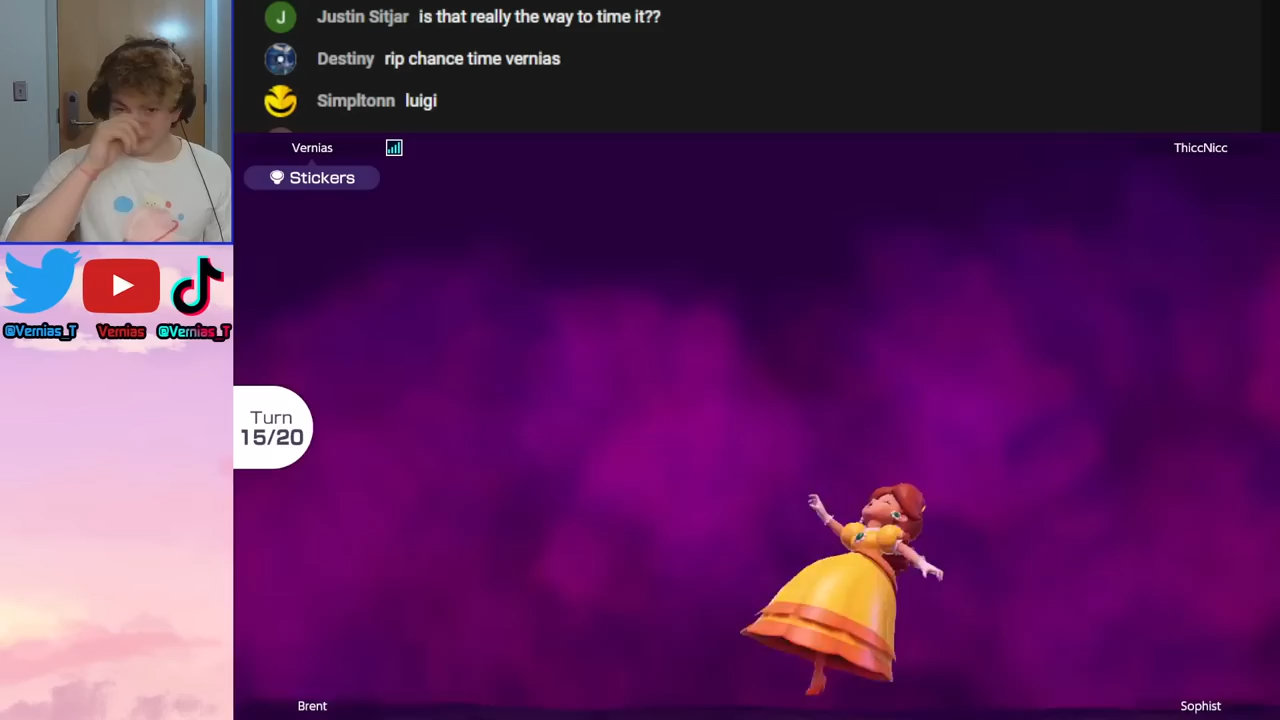 Justin Sitjar is that really the way to time it??
Destiny rip chance time vernias
Simpltonn luigi
Vernias
ThiccNicc
Stickers
@Vernias_T Vernias @Vernias_T
Turn
15/20
Brent
Sophist